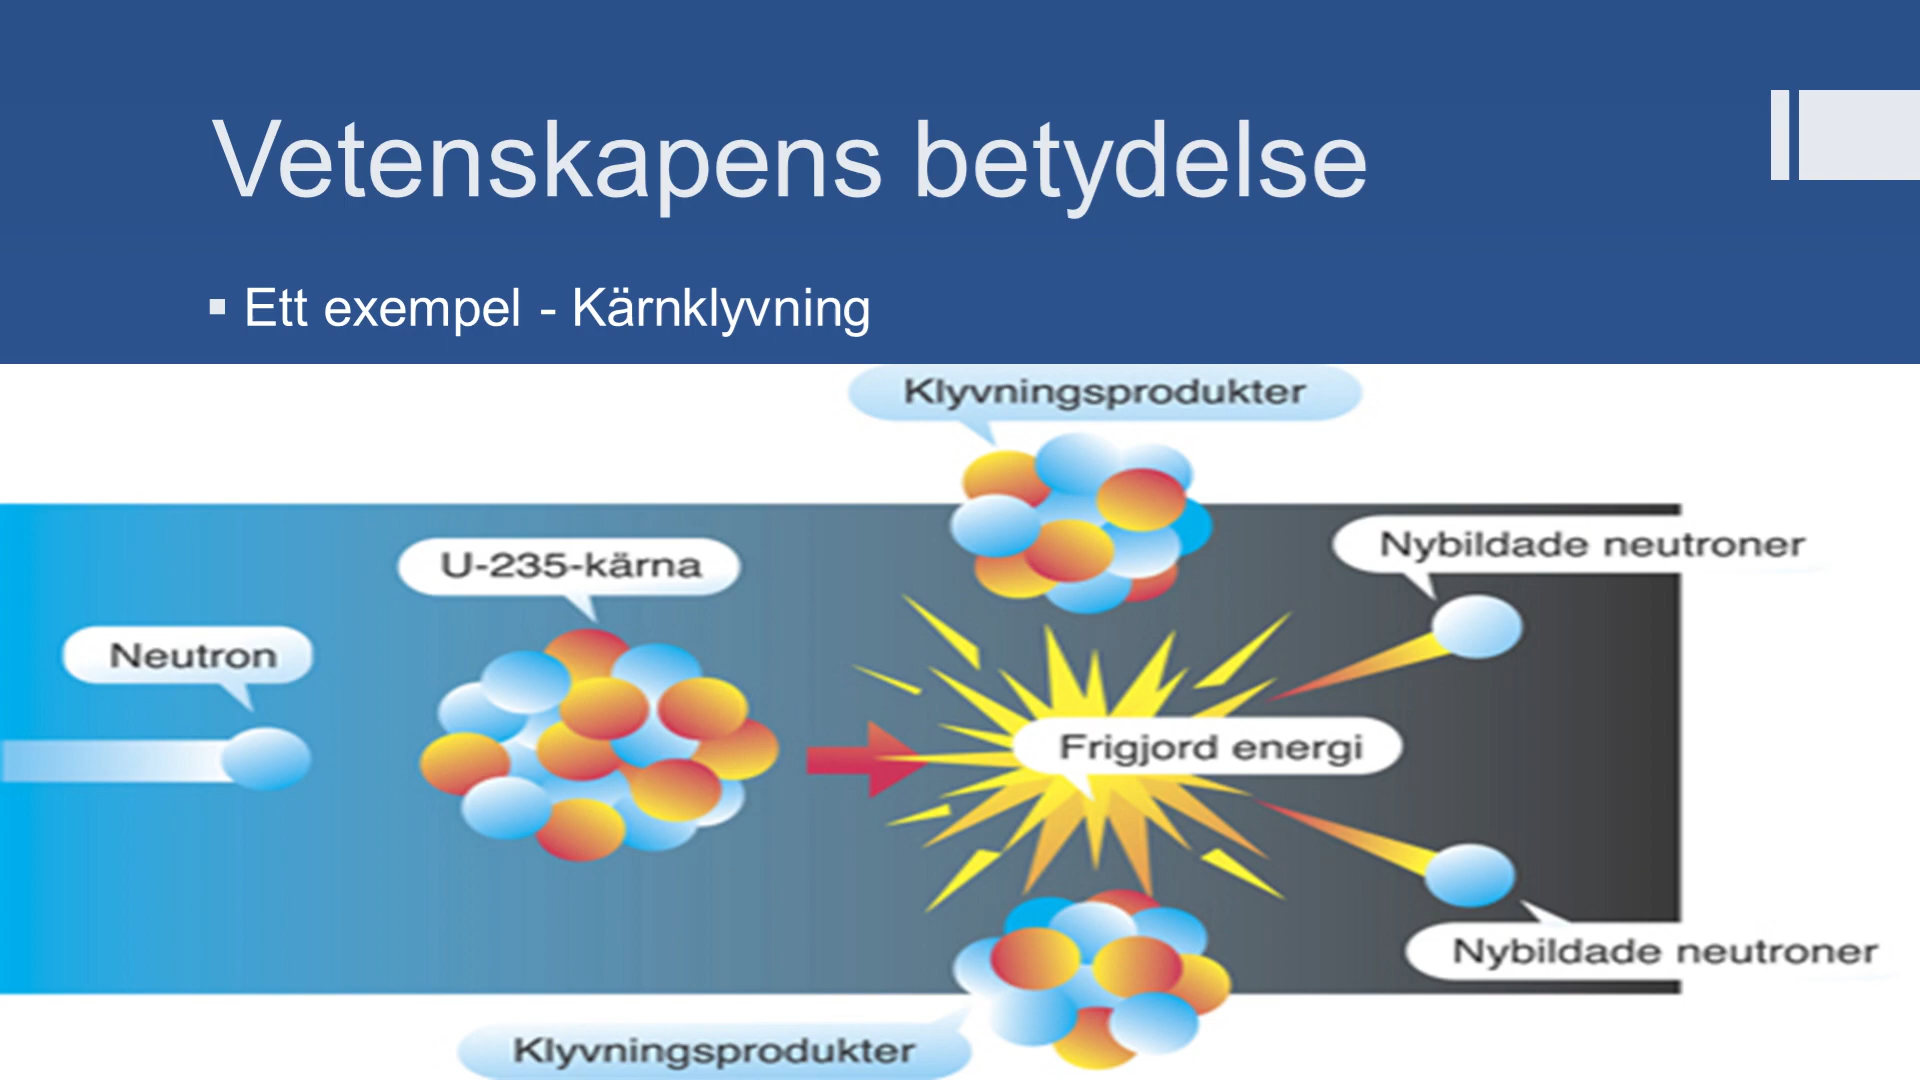 Vetenskapens betydelse
▪ Ett exempel - Kärnklyvning
Klyvningsprodukter
Nybildade neutroner
U-235-kärna
Neutron
Frigjord energi
Nybildade neutroner
Klyvningsprodukter